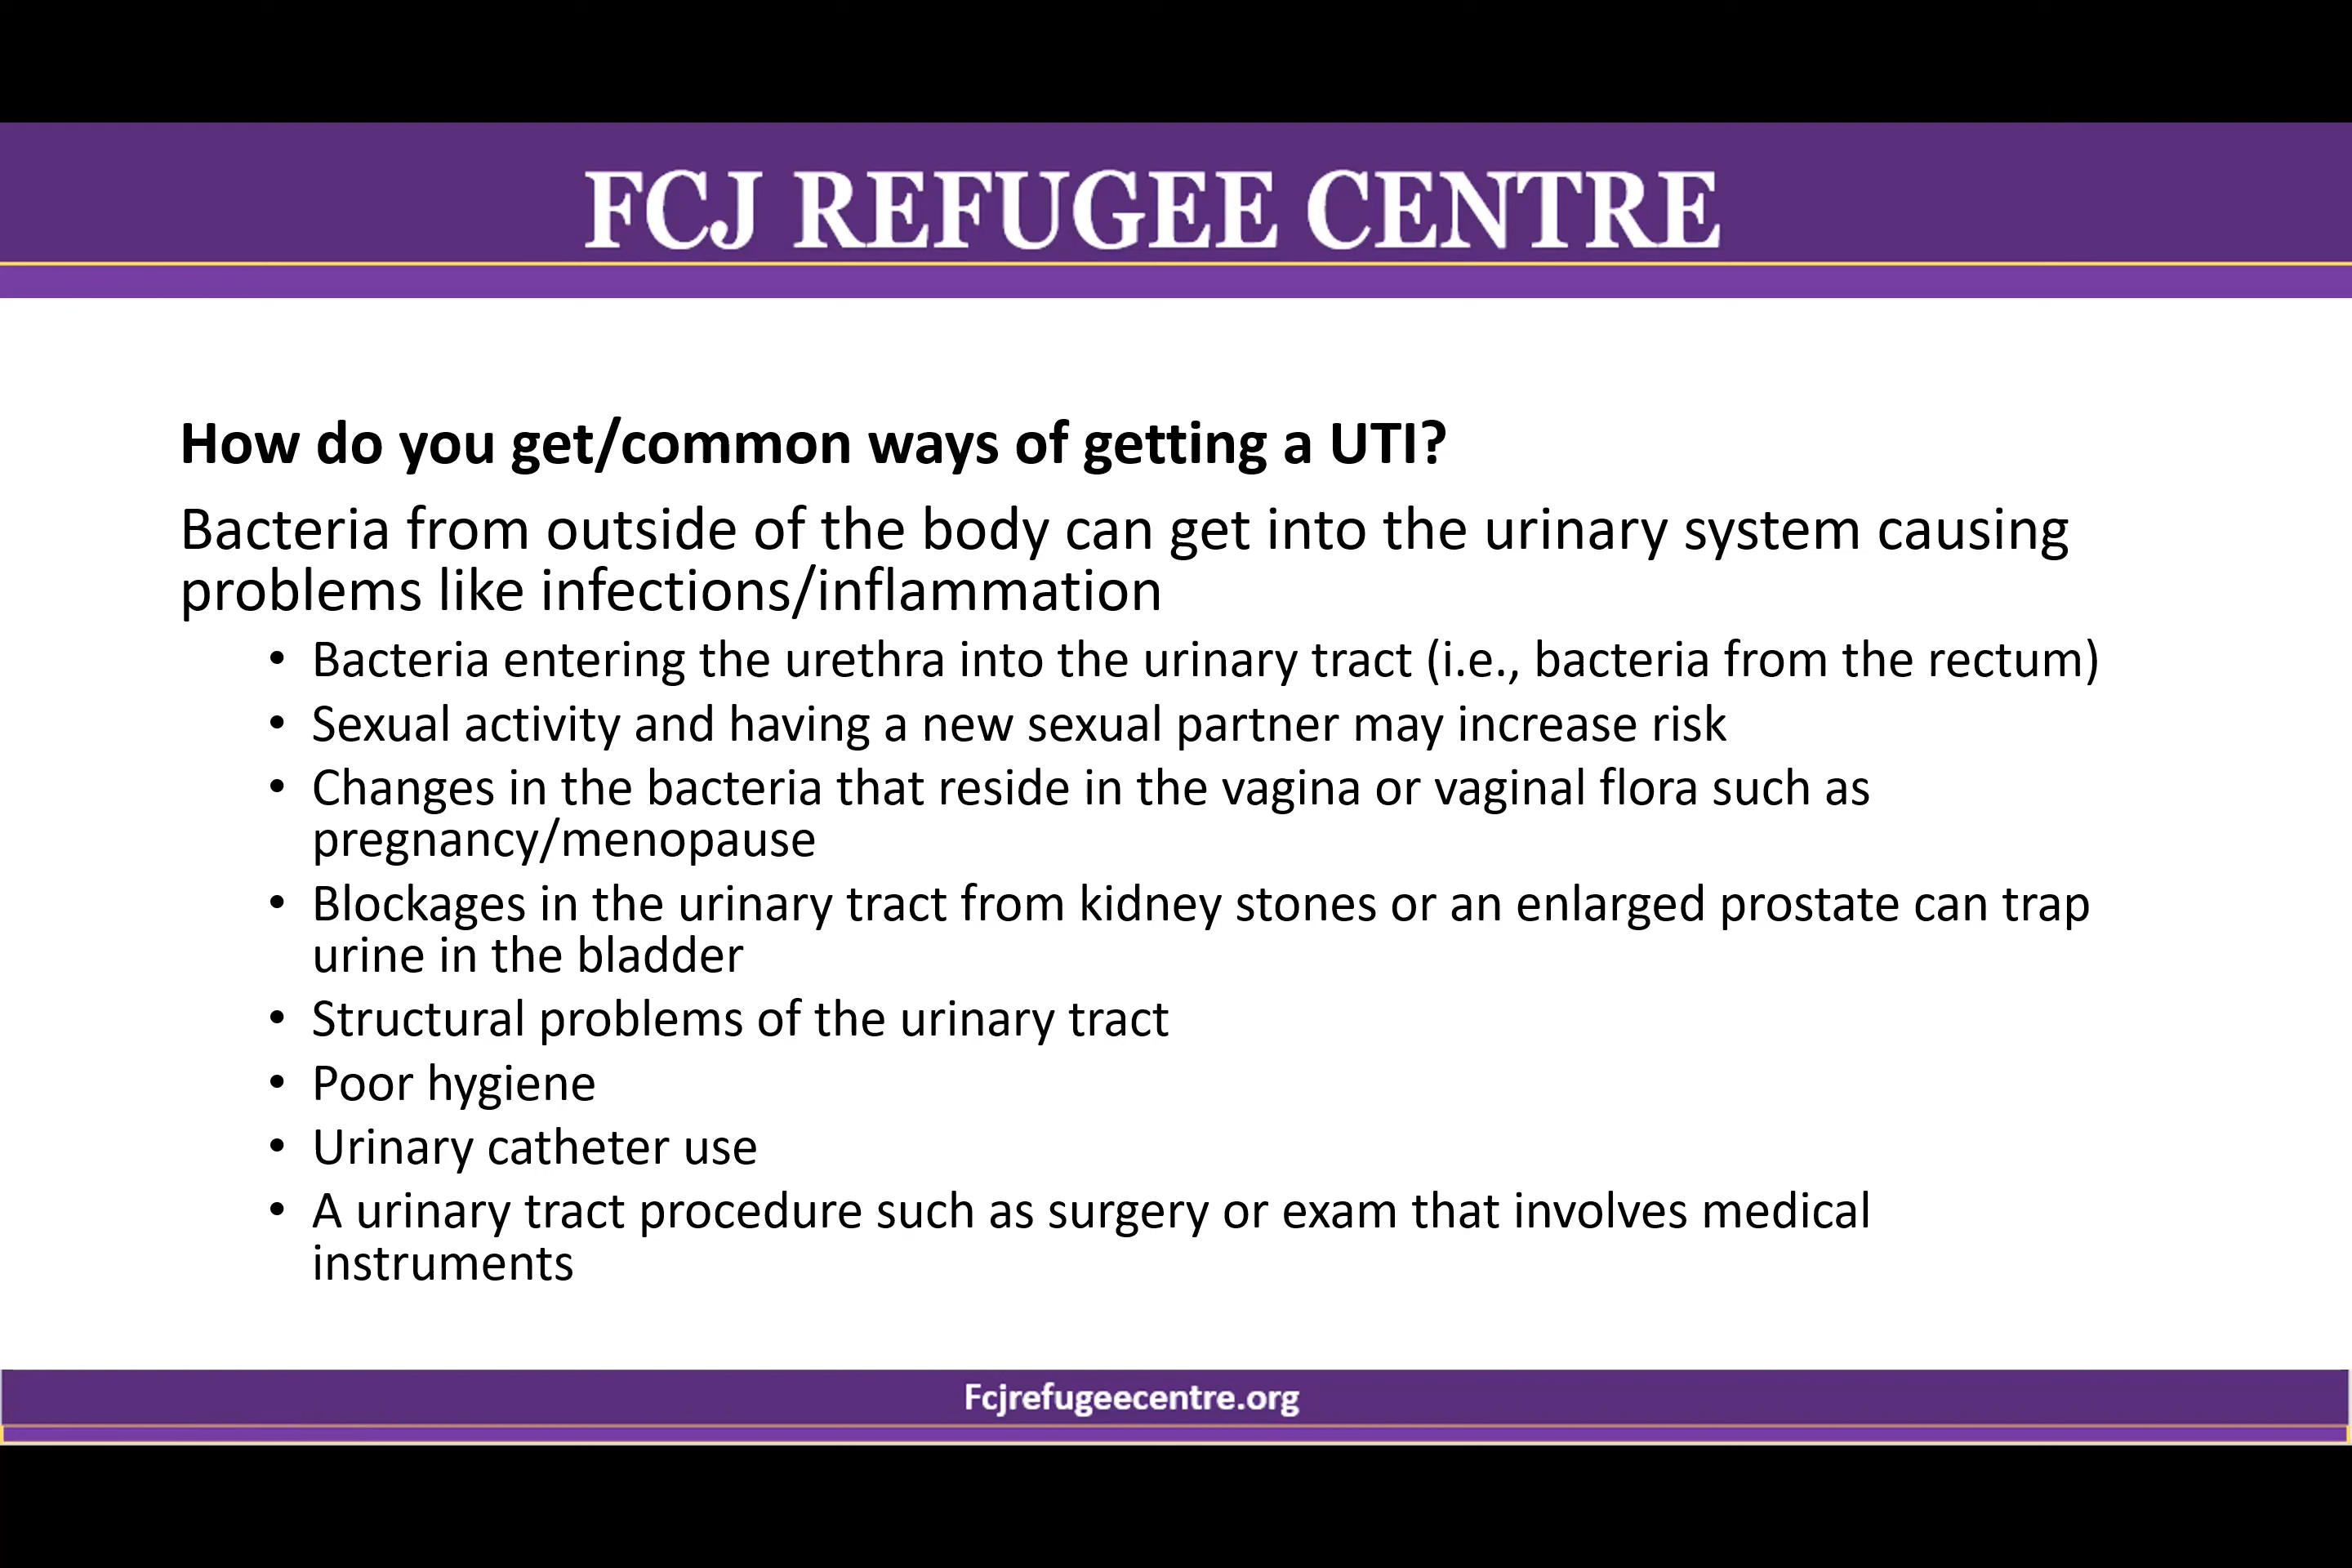 FCJ REFUGEE CENTRE
How do you get/common ways of getting a UTI?
Bacteria from outside of the body can get into the urinary system causing
problems like infections/inflammation
• Bacteria entering the urethra into the urinary tract (i.e., bacteria from the rectum)
• Sexual activity and having a new sexual partner may increase risk
• Changes in the bacteria that reside in the vagina or vaginal flora such as
pregnancy/menopause
• Blockages in the urinary tract from kidney stones or an enlarged prostate can trap
urine in the bladder
• Structural problems of the urinary tract
• Poor hygiene
• Urinary catheter use
• A urinary tract procedure such as surgery or exam that involves medical
instruments
Fcjrefugeecentre.org